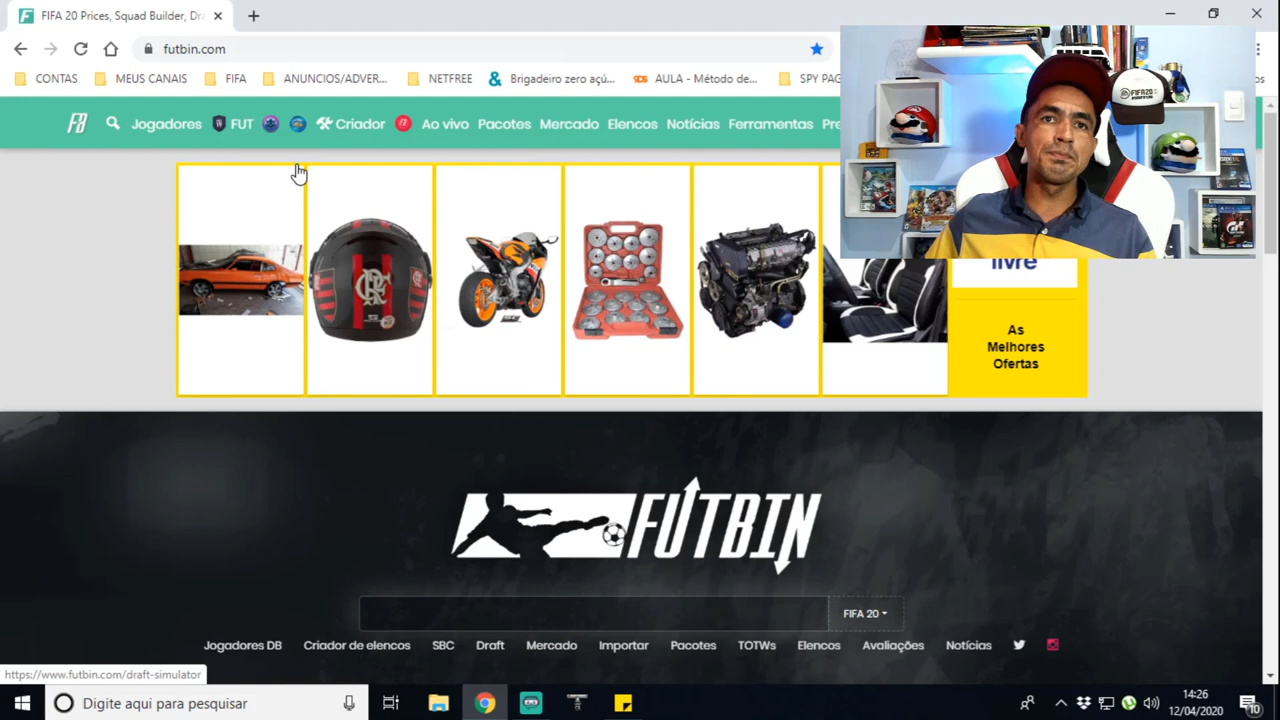 FIFA 20 Prices, Squad Builder, Dra
futbin.com
CONTAS
MEUS CANAIS
FIFA
ANUNCIOS/ADVER...
NETFREE
Brigadeiro zero açú...
AULA - Método de...
SPY PAG
Jogadores
FUT
Criador
Ao vivo
Pacotes
Mercado
Elencos
Notícias
Ferramentas
Pre
livre
As
Melhores
Ofertas
FUTBIN
FIFA 20
Jogadores DB
Criador de elencos
SBC
Draft
Mercado
Importar
Pacotes
TOTWs
Elencos
Avaliações
Notícias
https://www.futbin.com/draft-simulator
Digite aqui para pesquisar
14:26
12/04/2020
10